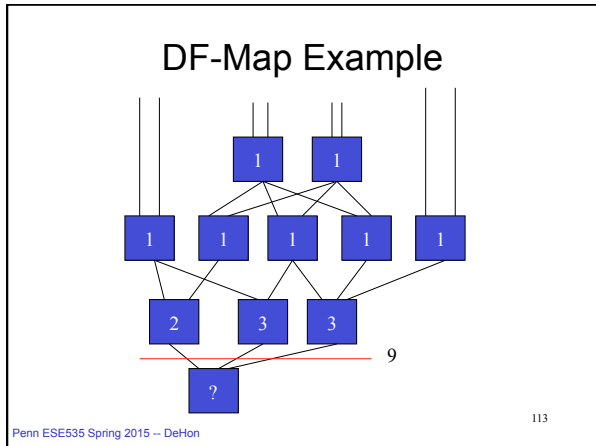 DF-Map Example
1 1
1 1 1 1 1
2 3 3
9
?
113
Penn ESE535 Spring 2015 -- DeHon